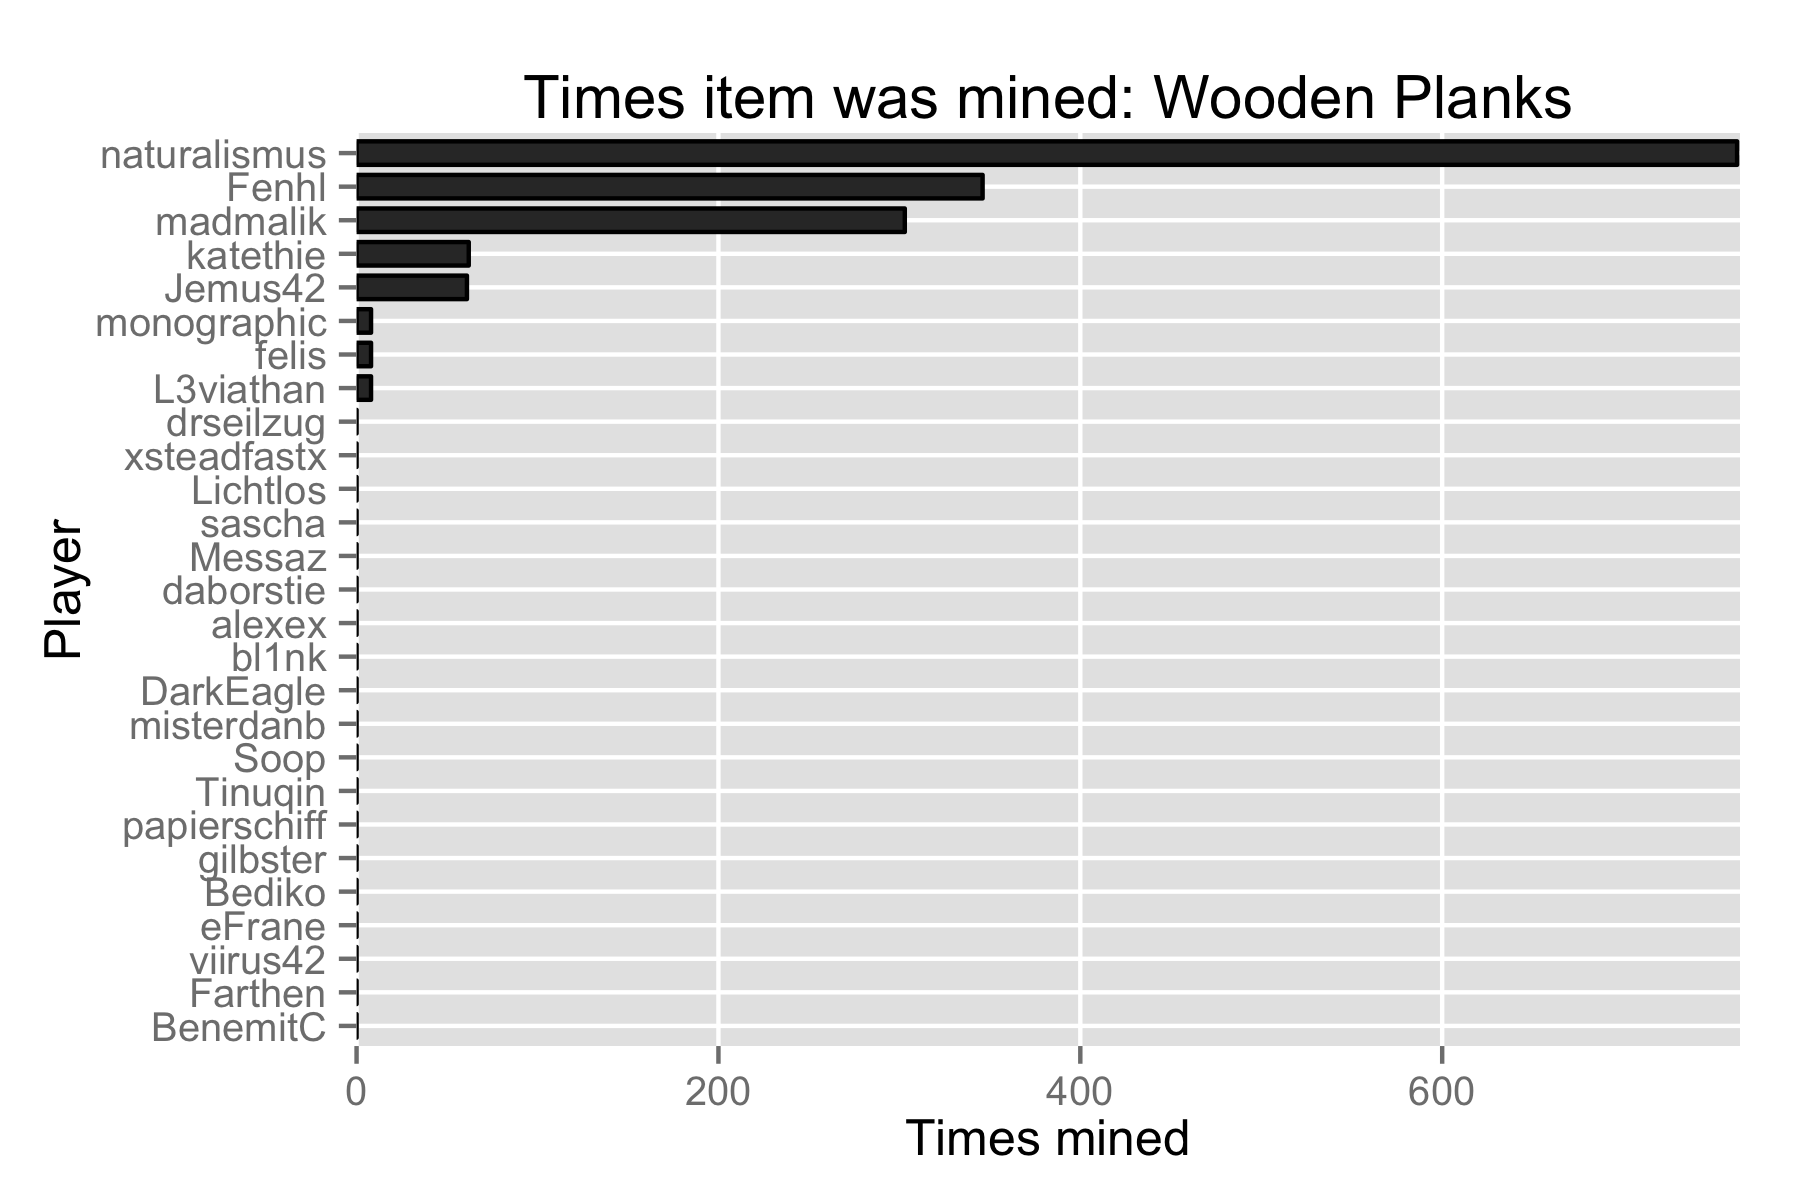 Times item was mined: Wooden Planks
naturalismus
Fenhl
madmalik
katethie
Jemus42
monographic
felis
L3viathan
drseilzug
xsteadfastx
Lichtlos
sascha
Messaz
daborstie
alexex
bl1nk
DarkEagle
misterdanb
Soop
Tinuqin
papierschiff
gilbster
Bediko
eFrane
viirus42
Farthen
BenemitC
Player
0 200 400 600
Times mined